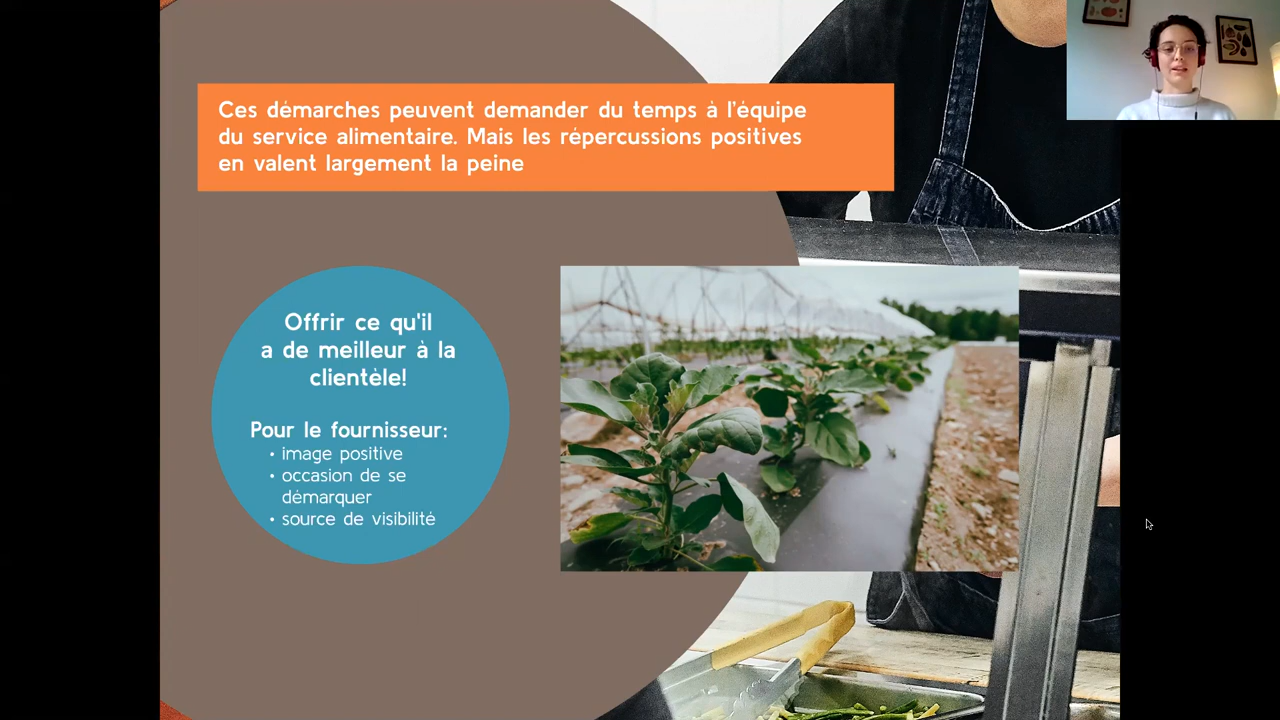 Ces démarches peuvent demander du temps à l'équipe
du service alimentaire. Mais les répercussions positives
en valent largement la peine
Offrir ce qu'il
a de meilleur à la
clientèle!
Pour le fournisseur:
• image positive
• occasion de se
démarquer
• source de visibilité